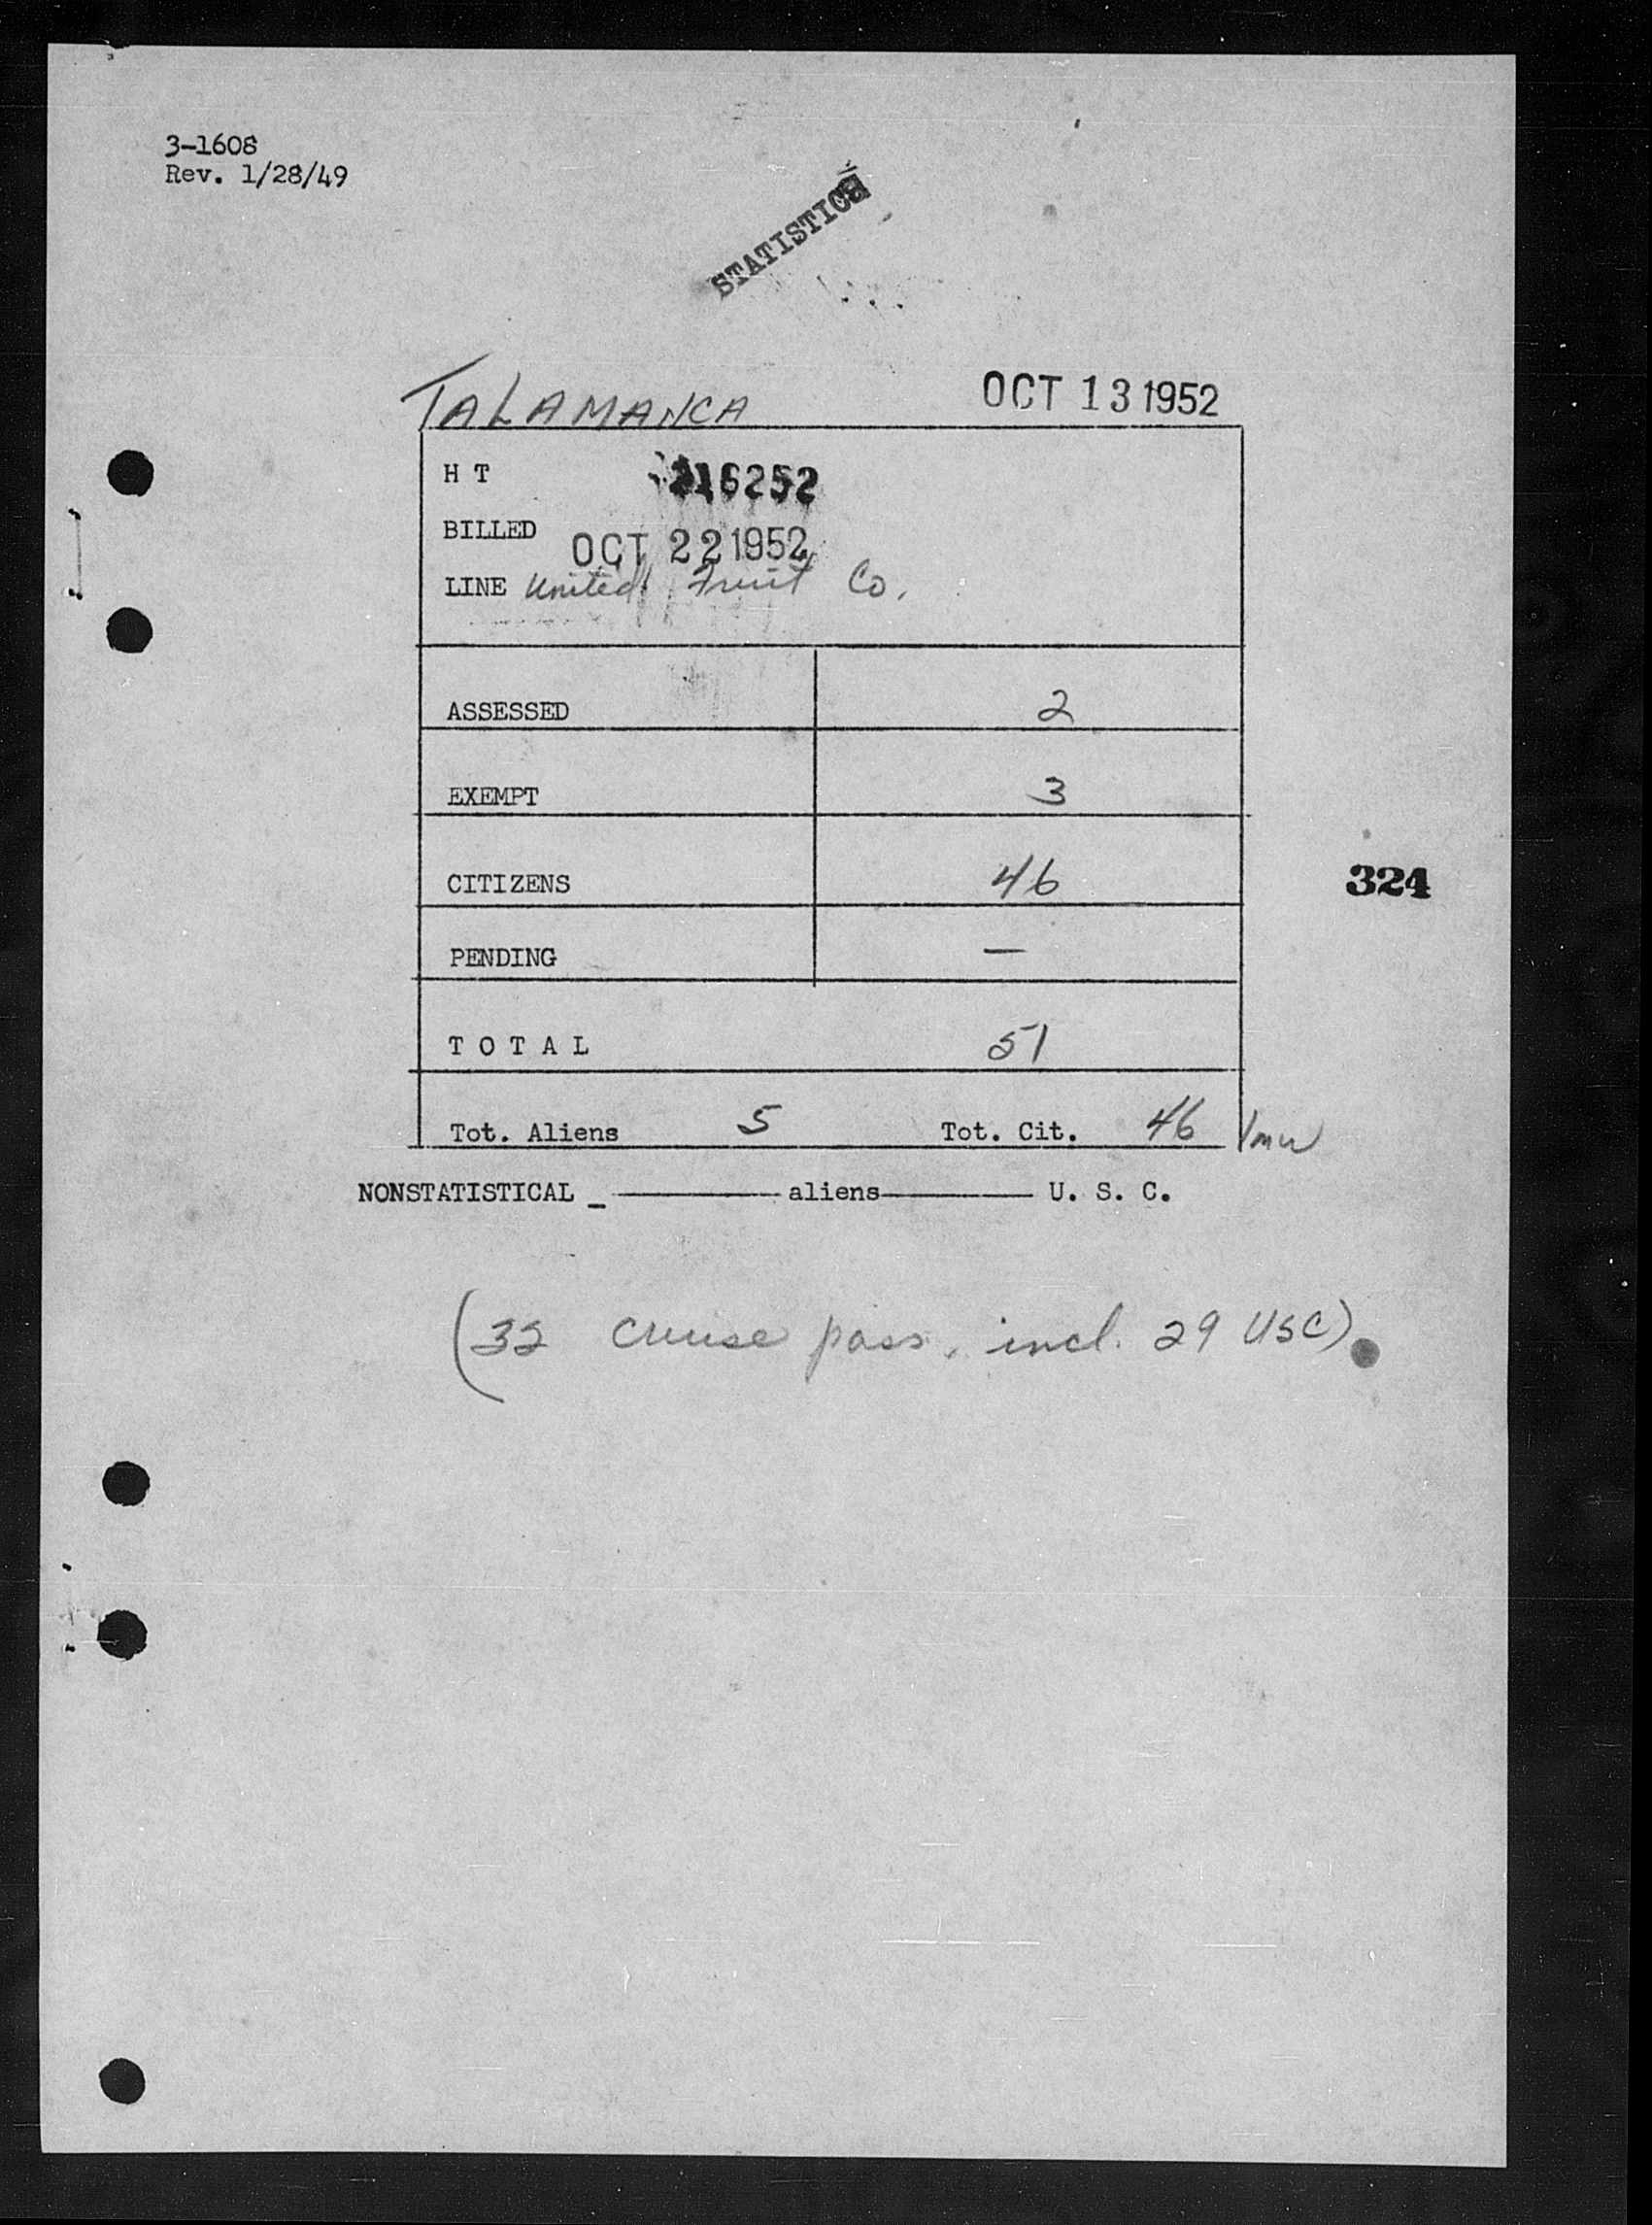 3-1608
Rev. 1/28/49
STATISTICS
TALAMANCA OCT 13 1952
H T 216252
BILLED OCT 22 1952
LINE United Fruit Co.
ASSESSED 2
EXEMPT 3
CITIZENS 46
324
PENDING —
T O T A L 51
Tot. Aliens 5 Tot. Cit. 46
NONSTATISTICAL _ ———— aliens ———— U. S. C.
(32 cruise pass. incl. 29 USC)